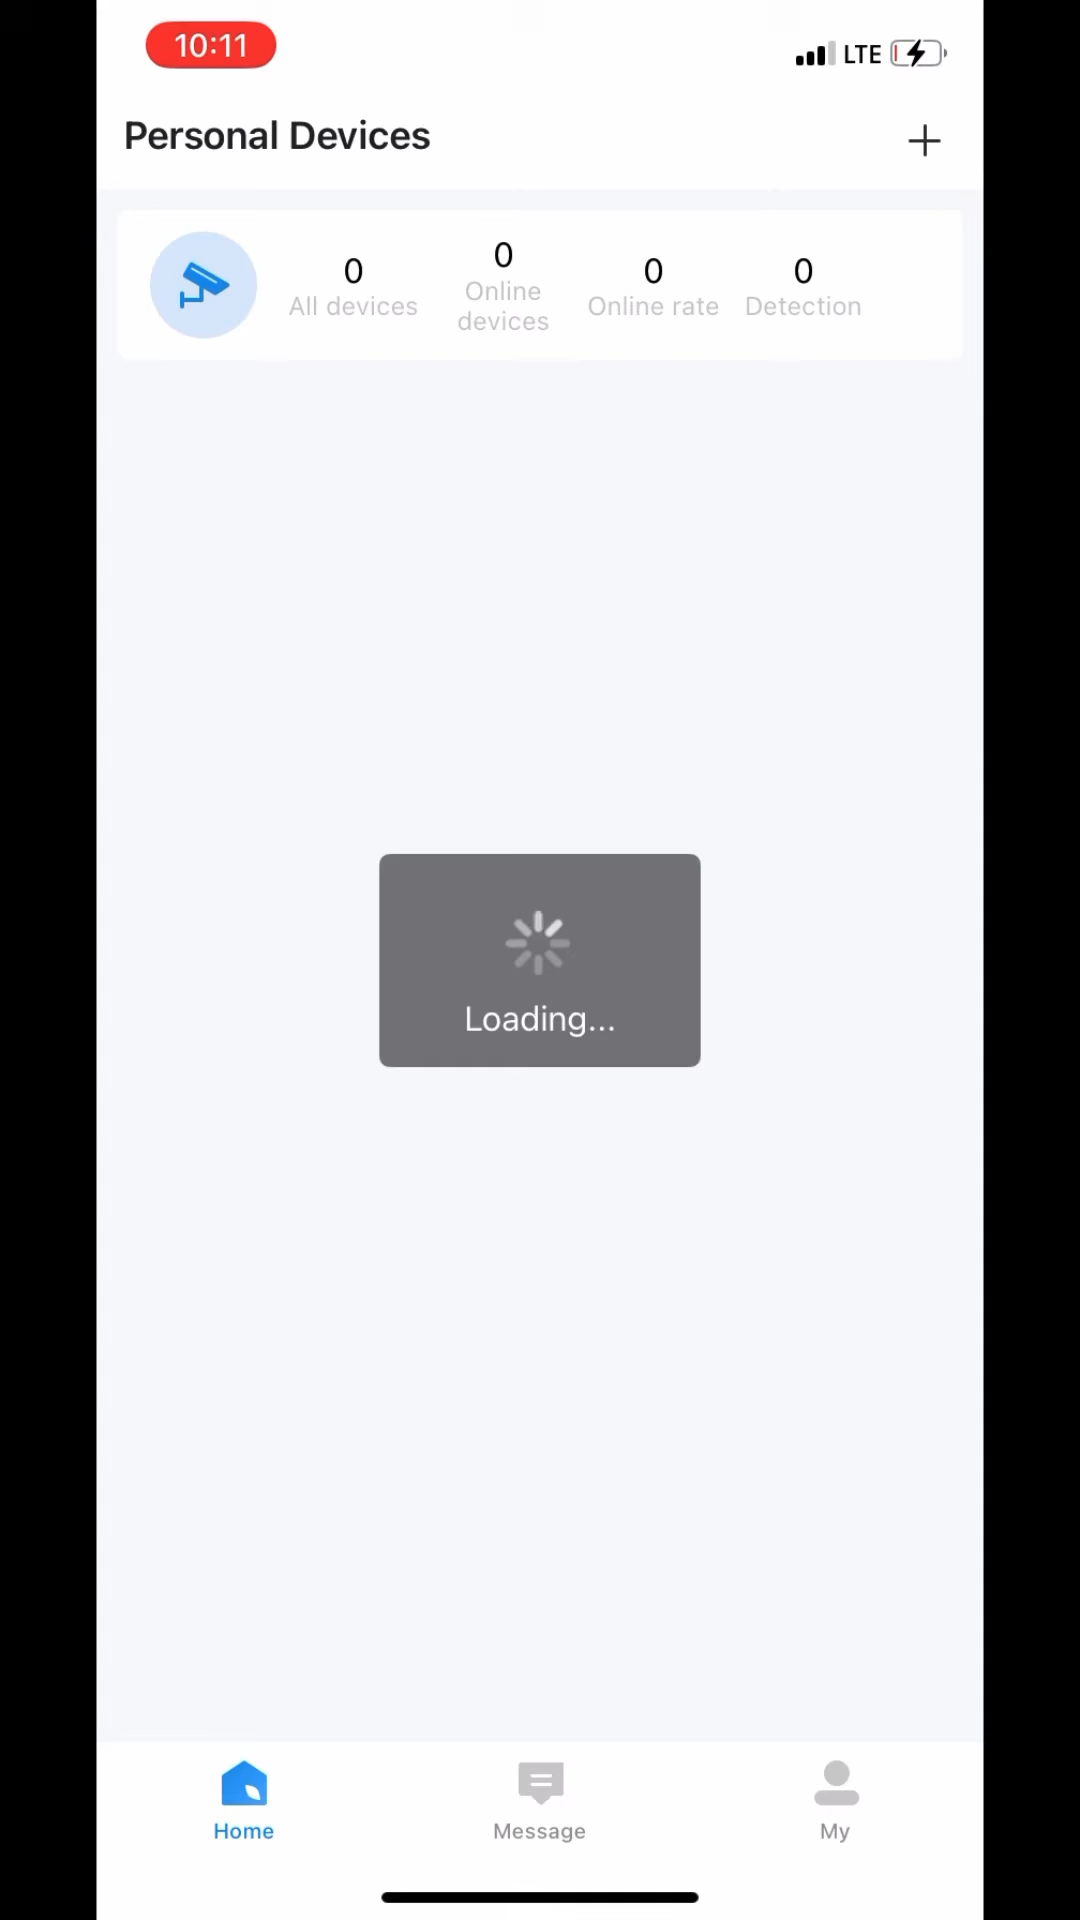 10:11
LTE
Personal Devices
0
All devices
0
Online
devices
0
Online rate
0
Detection
Loading...
Home
Message
My